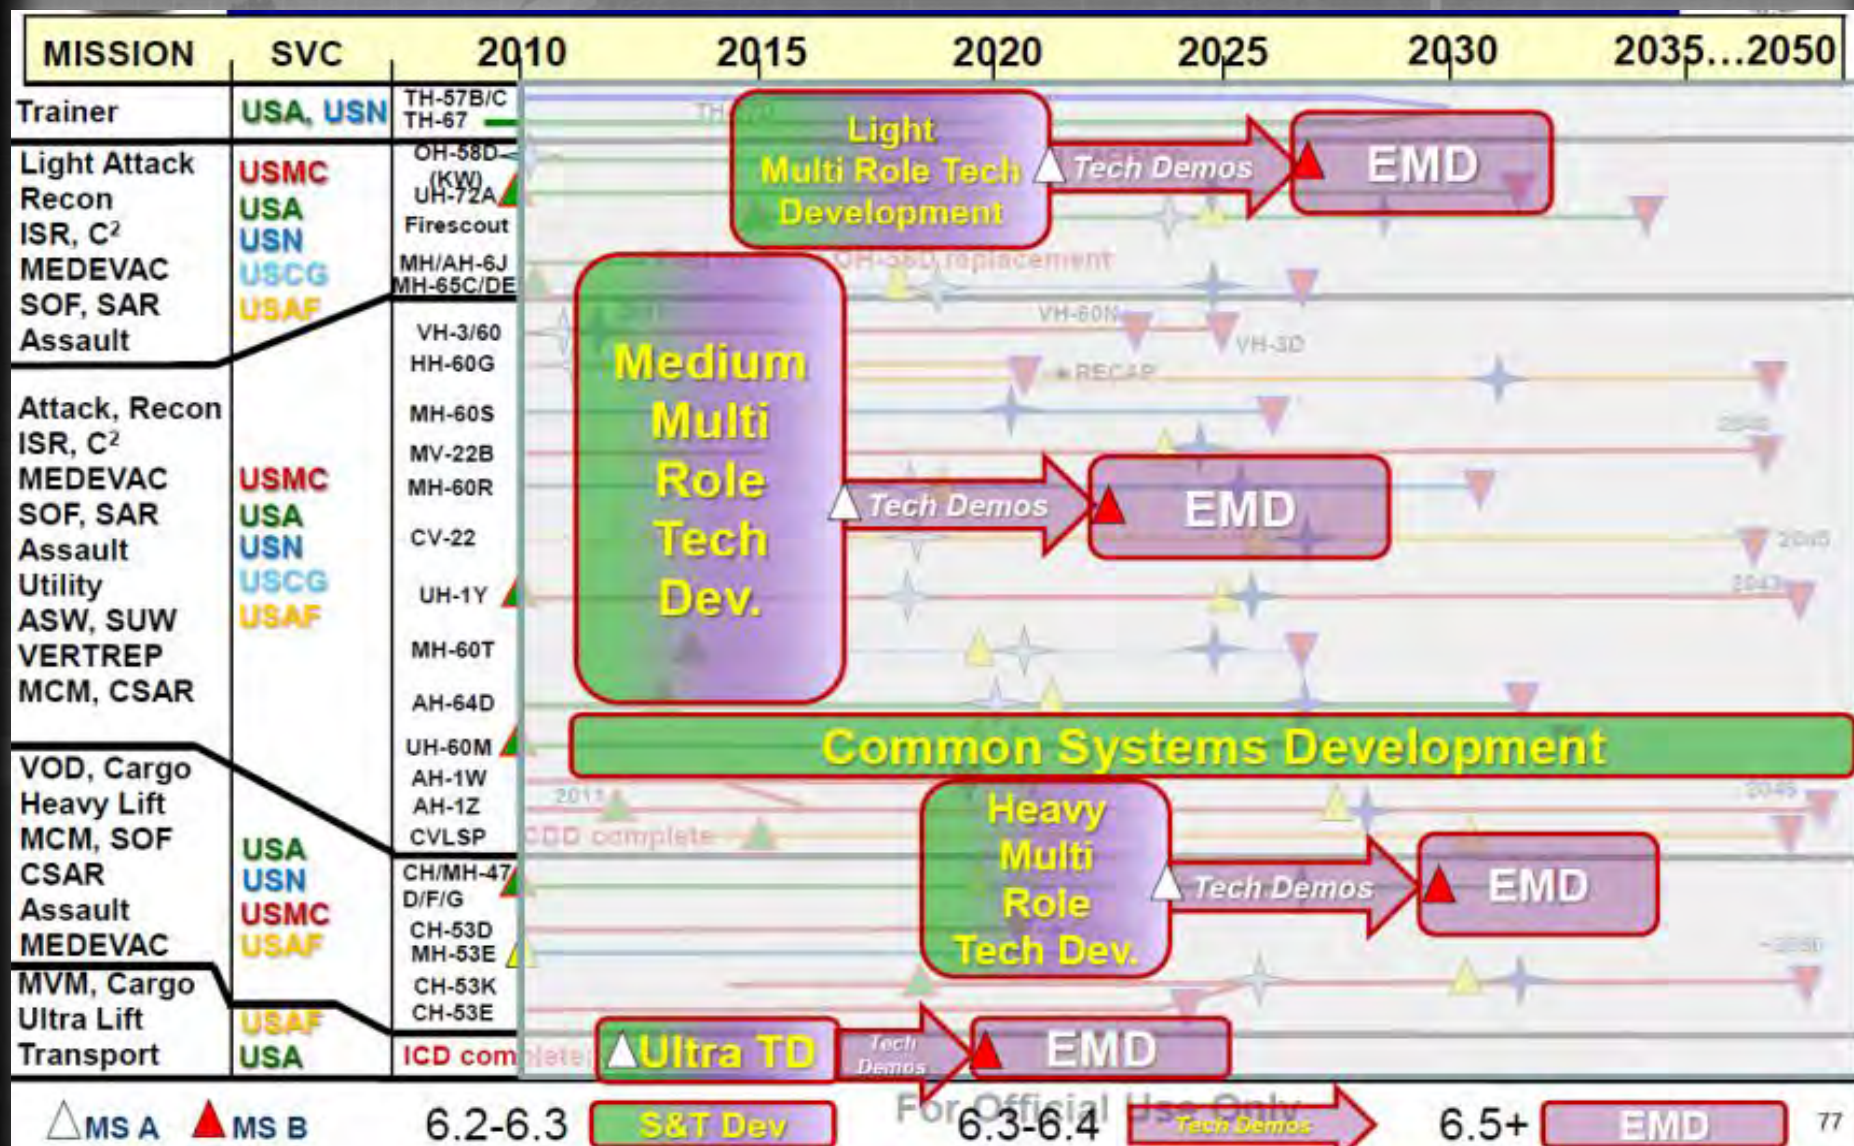 MISSION SVC 2010 2015 2020 2025 2030 2035...2050
Trainer
USA, USN
TH-57B/C
TH-67
Light Attack
Recon
ISR, C²
MEDEVAC
SOF, SAR
Assault
USMC
USA
USN
USCG
USAF
OH-58D
(KW)
UH-72A
Firescout
MH/AH-6J
MH-65C/DE
Light
Multi Role Tech
Development
Tech Demos
EMD
OH-58D replacement
Attack, Recon
ISR, C²
MEDEVAC
SOF, SAR
Assault
Utility
ASW, SUW
VERTREP
MCM, CSAR
USMC
USA
USN
USCG
USAF
VH-3/60
HH-60G
MH-60S
MV-22B
MH-60R
CV-22
UH-1Y
MH-60T
AH-64D
UH-60M
AH-1W
AH-1Z
CVLSP
Medium
Multi
Role
Tech
Dev.
VH-60N
VH-3D
RECAP
Tech Demos
EMD
Common Systems Development
2011
CDD complete
VOD, Cargo
Heavy Lift
MCM, SOF
CSAR
Assault
MEDEVAC
USA
USN
USMC
USAF
CH/MH-47
D/F/G
CH-53D
MH-53E
CH-53K
CH-53E
Heavy
Multi
Role
Tech Dev.
Tech Demos
EMD
MVM, Cargo
Ultra Lift
Transport
USAF
USA
ICD complete
Ultra TD
Tech
Demos
EMD
For Official Use Only
MS A MS B 6.2-6.3 S&T Dev 6.3-6.4 Tech Demos 6.5+ EMD 77